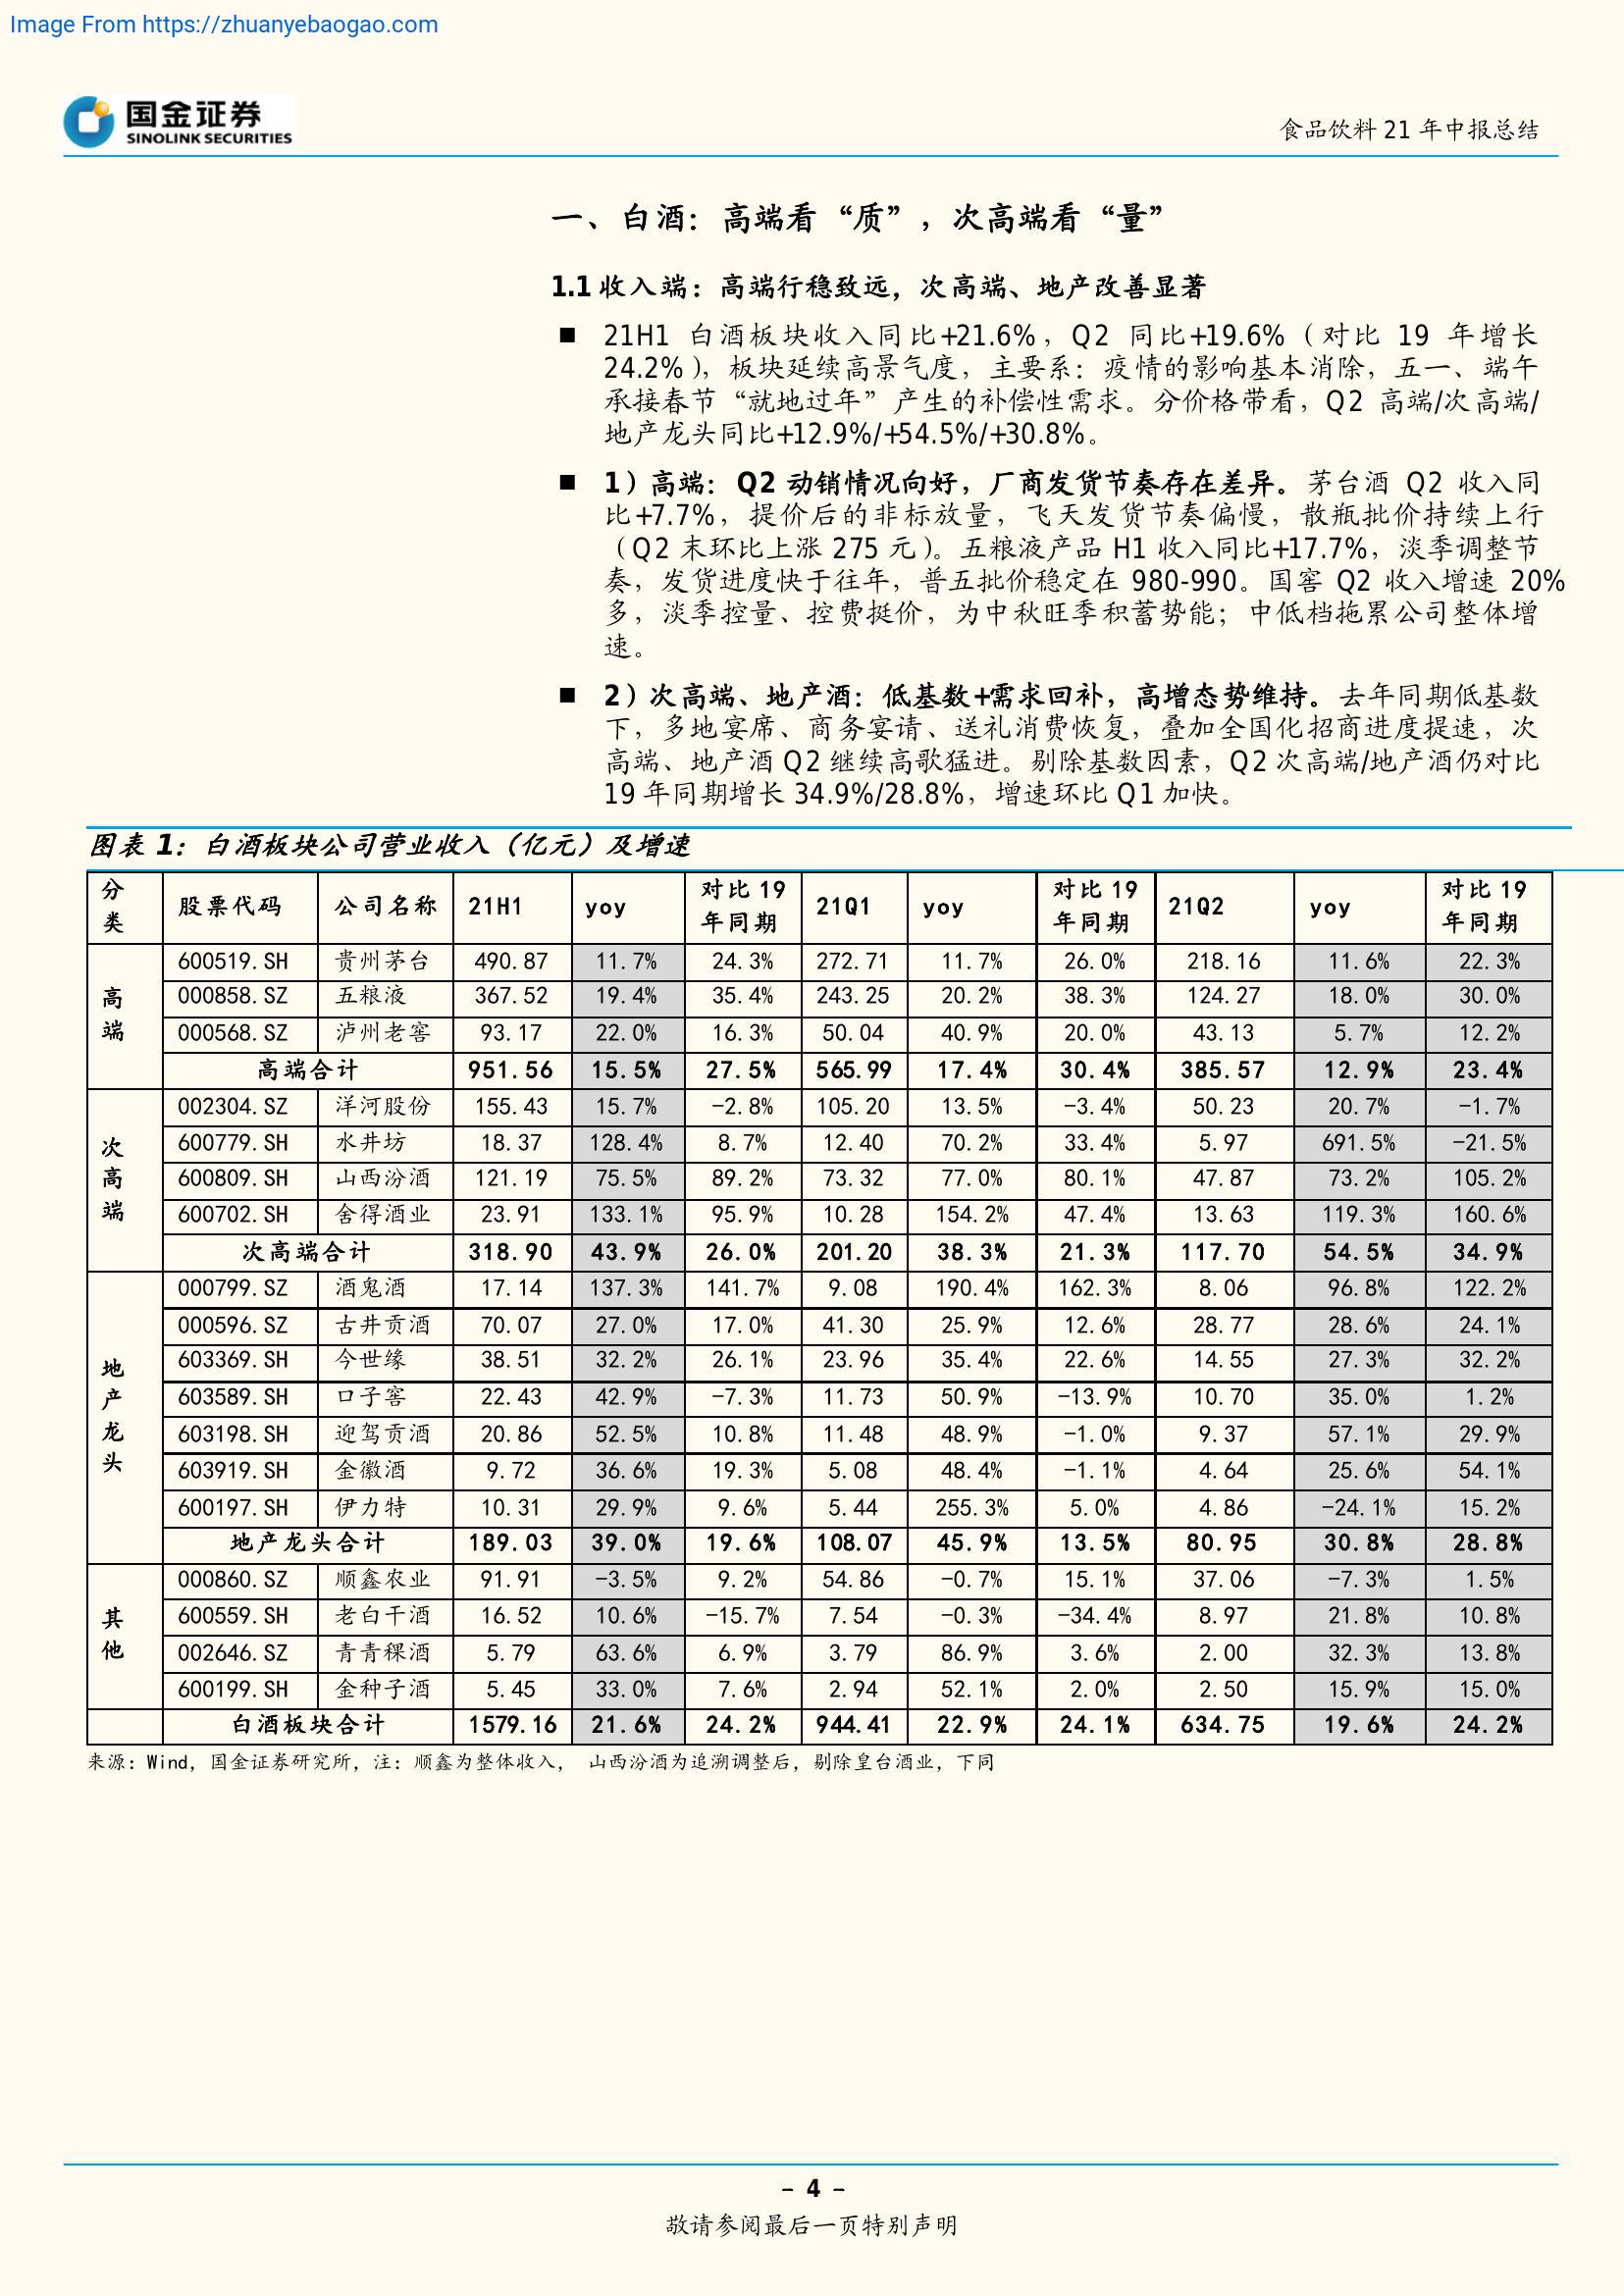 Image From https://zhuanyebaogao.com
国金证券
SINOLINK SECURITIES
食品饮料 21 年中报总结
一、白酒：高端看“质”，次高端看“量”
1.1 收入端：高端行稳致远，次高端、地产改善显著
■ 21H1 白酒板块收入同比+21.6%，Q2 同比+19.6%（对比 19 年增长
24.2%），板块延续高景气度，主要系：疫情的影响基本消除，五一、端午
承接春节“就地过年”产生的补偿性需求。分价格带看，Q2 高端/次高端/
地产龙头同比+12.9%/+54.5%/+30.8%。
■ 1）高端：Q2 动销情况向好，厂商发货节奏存在差异。茅台酒 Q2 收入同
比+7.7%，提价后的非标放量，飞天发货节奏偏慢，散瓶批价持续上行
（Q2 末环比上涨 275 元）。五粮液产品 H1 收入同比+17.7%，淡季调整节
奏，发货进度快于往年，普五批价稳定在 980-990。国窖 Q2 收入增速 20%
多，淡季控量、控费挺价，为中秋旺季积蓄势能；中低档拖累公司整体增
速。
■ 2）次高端、地产酒：低基数+需求回补，高增态势维持。去年同期低基数
下，多地宴席、商务宴请、送礼消费恢复，叠加全国化招商进度提速，次
高端、地产酒 Q2 继续高歌猛进。剔除基数因素，Q2 次高端/地产酒仍对比
19 年同期增长 34.9%/28.8%，增速环比 Q1 加快。
图表 1：白酒板块公司营业收入（亿元）及增速
分类 股票代码 公司名称 21H1 yoy 对比 19 年同期 21Q1 yoy 对比 19 年同期 21Q2 yoy 对比 19 年同期
高端
600519.SH 贵州茅台 490.87 11.7% 24.3% 272.71 11.7% 26.0% 218.16 11.6% 22.3%
000858.SZ 五粮液 367.52 19.4% 35.4% 243.25 20.2% 38.3% 124.27 18.0% 30.0%
000568.SZ 泸州老窖 93.17 22.0% 16.3% 50.04 40.9% 20.0% 43.13 5.7% 12.2%
高端合计 951.56 15.5% 27.5% 565.99 17.4% 30.4% 385.57 12.9% 23.4%
次高端
002304.SZ 洋河股份 155.43 15.7% -2.8% 105.20 13.5% -3.4% 50.23 20.7% -1.7%
600779.SH 水井坊 18.37 128.4% 8.7% 12.40 70.2% 33.4% 5.97 691.5% -21.5%
600809.SH 山西汾酒 121.19 75.5% 89.2% 73.32 77.0% 80.1% 47.87 73.2% 105.2%
600702.SH 舍得酒业 23.91 133.1% 95.9% 10.28 154.2% 47.4% 13.63 119.3% 160.6%
次高端合计 318.90 43.9% 26.0% 201.20 38.3% 21.3% 117.70 54.5% 34.9%
地产龙头
000799.SZ 酒鬼酒 17.14 137.3% 141.7% 9.08 190.4% 162.3% 8.06 96.8% 122.2%
000596.SZ 古井贡酒 70.07 27.0% 17.0% 41.30 25.9% 12.6% 28.77 28.6% 24.1%
603369.SH 今世缘 38.51 32.2% 26.1% 23.96 35.4% 22.6% 14.55 27.3% 32.2%
603589.SH 口子窖 22.43 42.9% -7.3% 11.73 50.9% -13.9% 10.70 35.0% 1.2%
603198.SH 迎驾贡酒 20.86 52.5% 10.8% 11.48 48.9% -1.0% 9.37 57.1% 29.9%
603919.SH 金徽酒 9.72 36.6% 19.3% 5.08 48.4% -1.1% 4.64 25.6% 54.1%
600197.SH 伊力特 10.31 29.9% 9.6% 5.44 255.3% 5.0% 4.86 -24.1% 15.2%
地产龙头合计 189.03 39.0% 19.6% 108.07 45.9% 13.5% 80.95 30.8% 28.8%
其他
000860.SZ 顺鑫农业 91.91 -3.5% 9.2% 54.86 -0.7% 15.1% 37.06 -7.3% 1.5%
600559.SH 老白干酒 16.52 10.6% -15.7% 7.54 -0.3% -34.4% 8.97 21.8% 10.8%
002646.SZ 青青稞酒 5.79 63.6% 6.9% 3.79 86.9% 3.6% 2.00 32.3% 13.8%
600199.SH 金种子酒 5.45 33.0% 7.6% 2.94 52.1% 2.0% 2.50 15.9% 15.0%
白酒板块合计 1579.16 21.6% 24.2% 944.41 22.9% 24.1% 634.75 19.6% 24.2%
来源：Wind，国金证券研究所，注：顺鑫为整体收入， 山西汾酒为追溯调整后，剔除皇台酒业，下同
- 4 -
敬请参阅最后一页特别声明